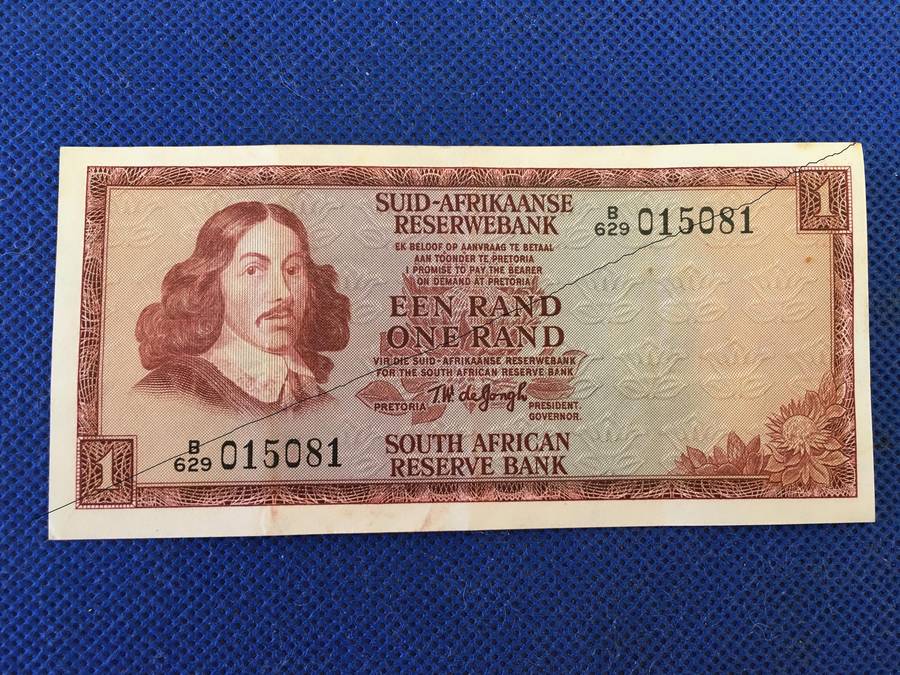 1
SUID-AFRIKAANSE
RESERWEBANK
B/629 015081
EK BELOOF OP AANVRAAG TE BETAAL
AAN TOONDER TE PRETORIA
I PROMISE TO PAY THE BEARER
ON DEMAND AT PRETORIA
EEN RAND
ONE RAND
VIR DIE SUID-AFRIKAANSE RESERWEBANK
FOR THE SOUTH AFRICAN RESERVE BANK
T.W. de Jongh
PRETORIA
PRESIDENT.
GOVERNOR.
1
B/629 015081
SOUTH AFRICAN
RESERVE BANK